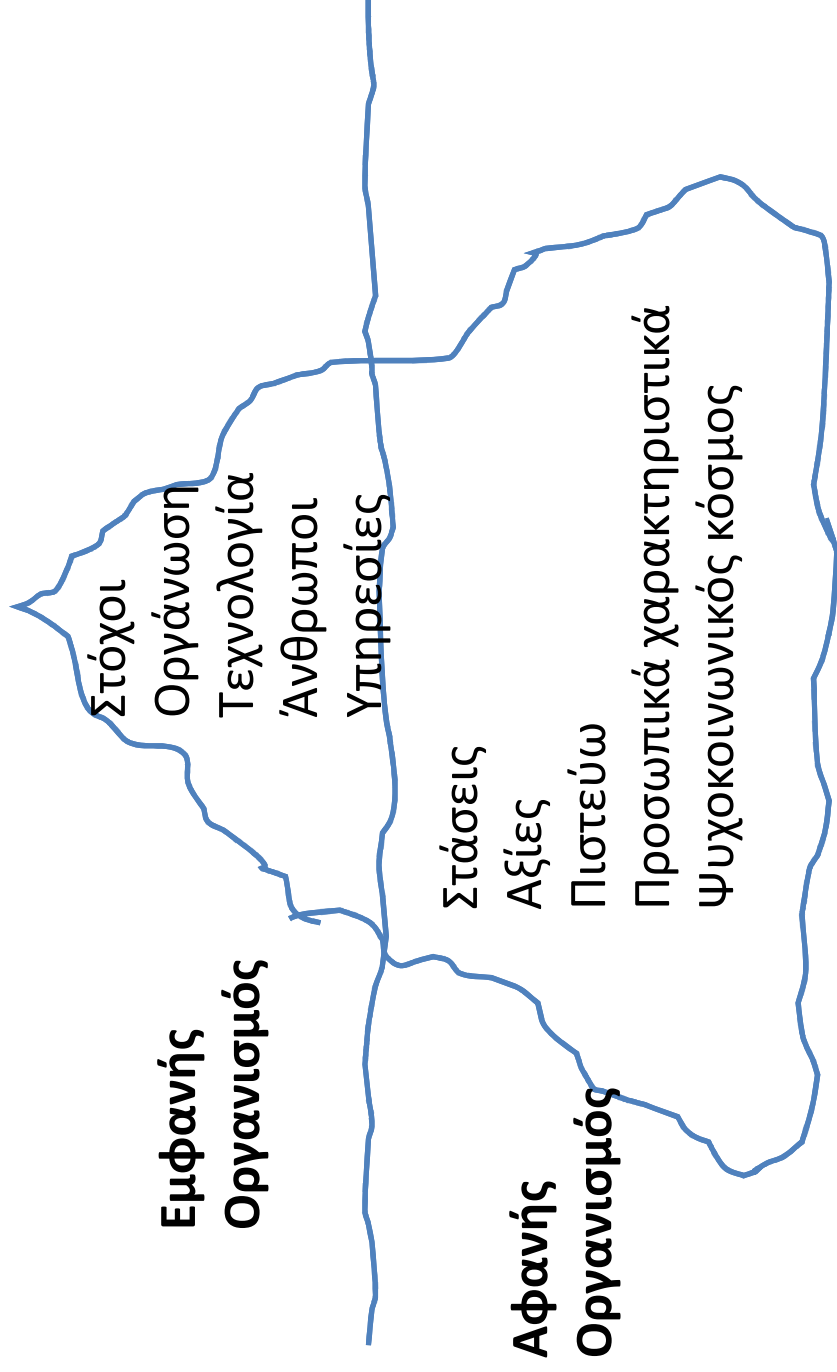 Εμφανής
Οργανισμός
Στόχοι
Οργάνωση
Τεχνολογία
Άνθρωποι
Υπηρεσίες
Αφανής
Οργανισμός
Στάσεις
Αξίες
Πιστεύω
Προσωπικά χαρακτηριστικά
Ψυχοκοινωνικός κόσμος